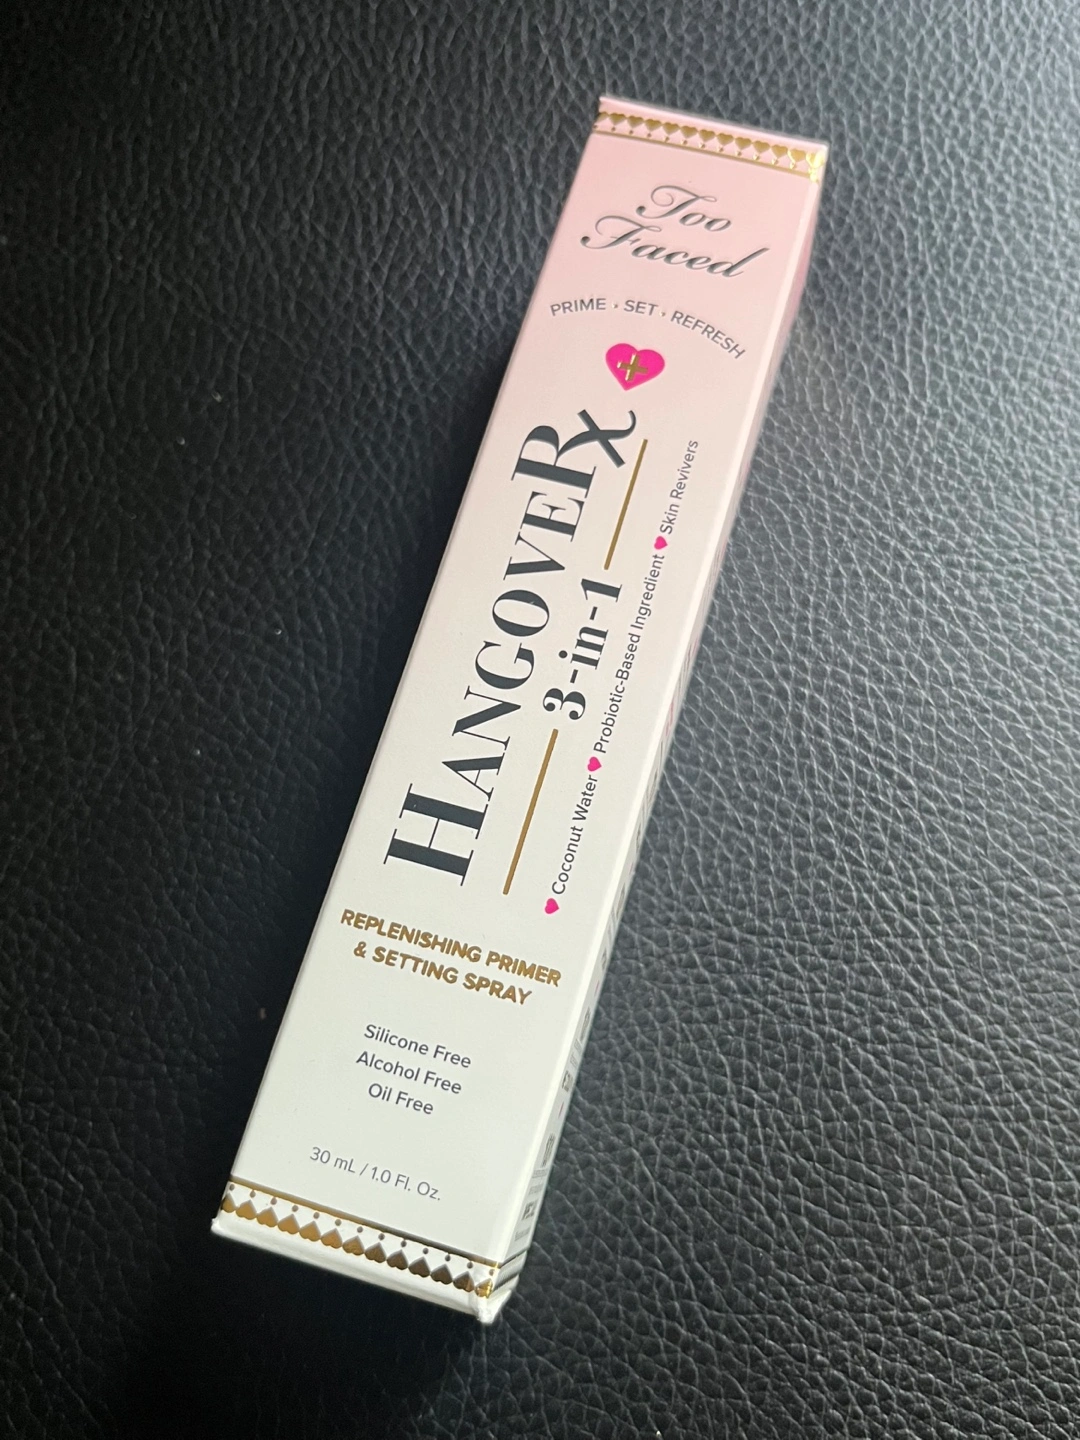 Too
Faced
PRIME • SET • REFRESH
HANGOVERx
3-in-1
Coconut Water Probiotic-Based Ingredient Skin Revivers
REPLENISHING PRIMER
& SETTING SPRAY
Silicone Free
Alcohol Free
Oil Free
30 mL / 1.0 Fl. Oz.